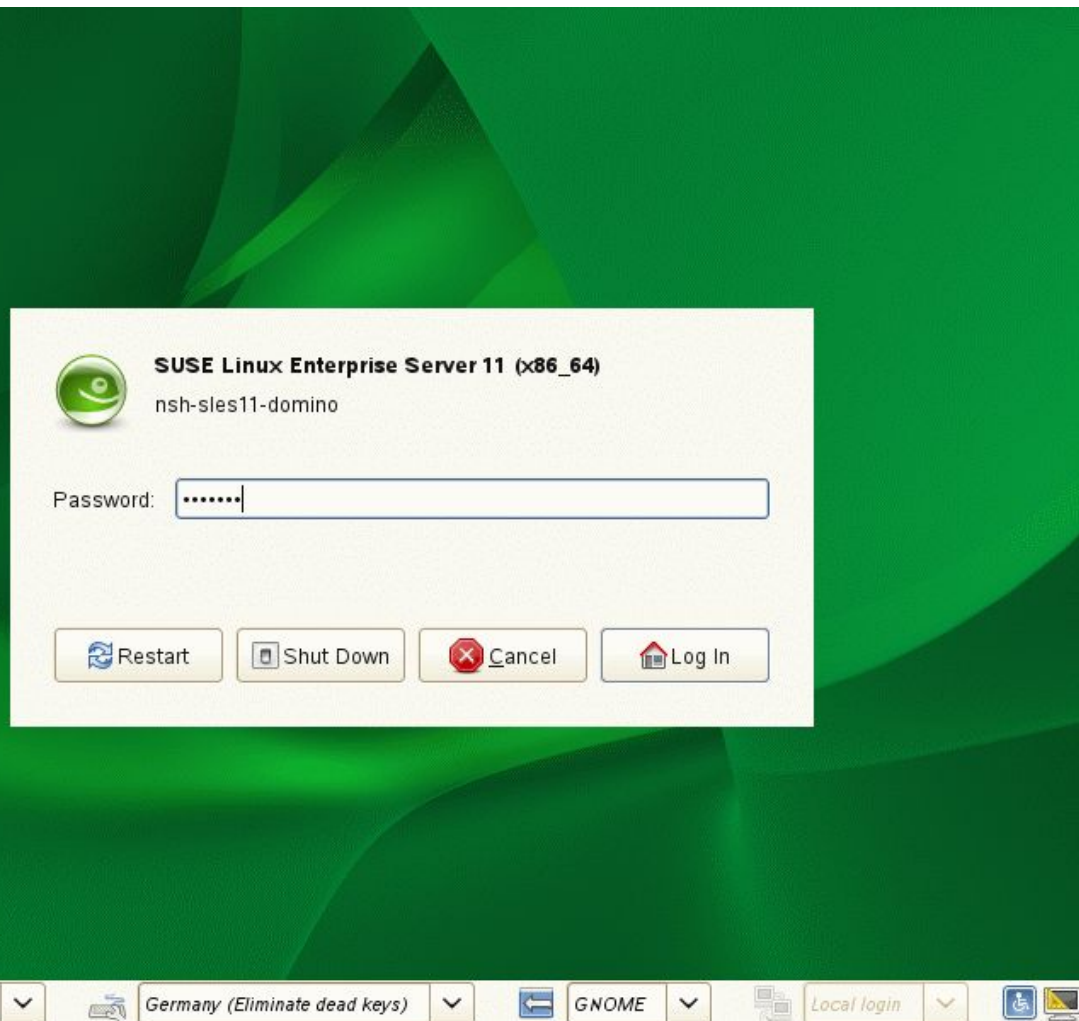 SUSE Linux Enterprise Server 11 (x86_64)
nsh-sles11-domino
Password: •••••••
Restart Shut Down Cancel Log In
Germany (Eliminate dead keys) GNOME Local login